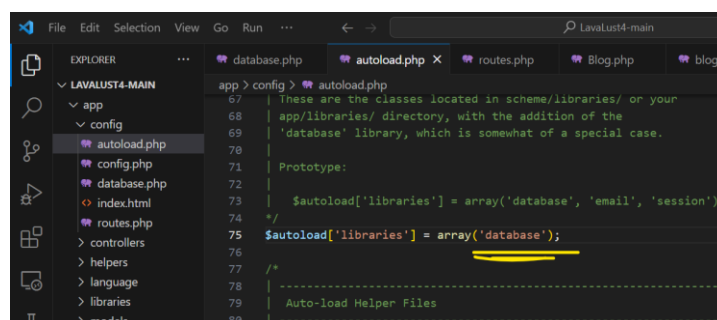 File Edit Selection View Go Run ··· ← → LavaLust4-main
EXPLORER ···
LAVALUST4-MAIN
app
config
autoload.php
config.php
database.php
index.html
routes.php
controllers
helpers
language
libraries
models
database.php autoload.php × routes.php Blog.php blog
app > config > autoload.php
67 | These are the classes located in scheme/libraries/ or your
68 | app/libraries/ directory, with the addition of the
69 | 'database' library, which is somewhat of a special case.
70 |
71 | Prototype:
72 |
73 | $autoload['libraries'] = array('database', 'email', 'session')
74 */
75 $autoload['libraries'] = array('database');
76
77 /*
78 | -------------------------------------------------------------------
79 | Auto-load Helper Files
80